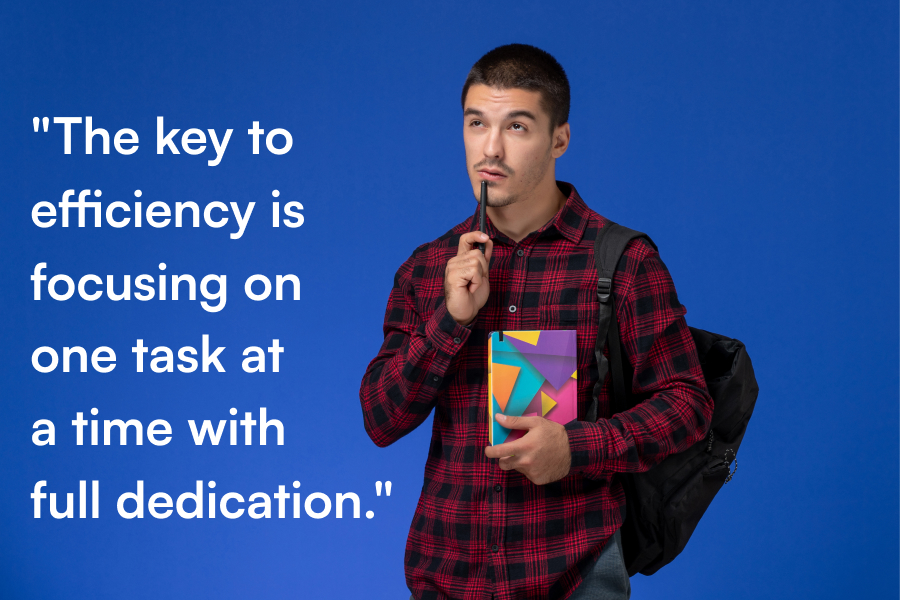 "The key to
efficiency is
focusing on
one task at
a time with
full dedication."